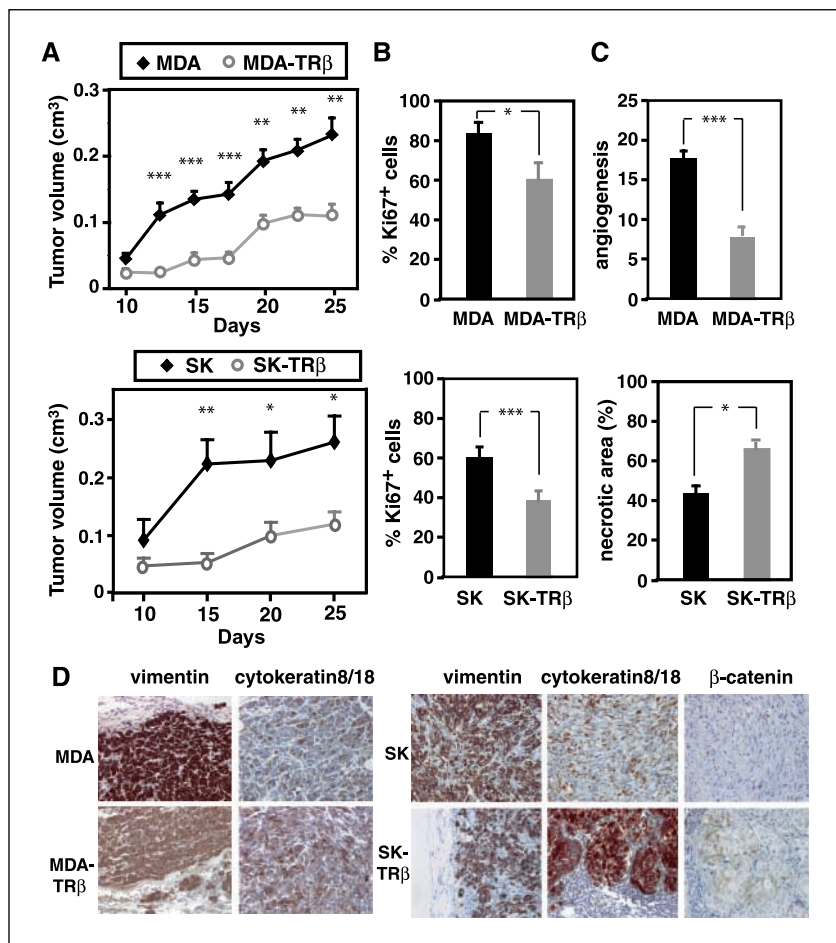 A
MDA MDA-TRβ
Tumor volume (cm³)
0.3
0.2
0.1
0
*** *** *** ** ** **
10 15 20 25
Days
B
% Ki67⁺ cells
100
80
60
40
20
0
*
MDA MDA-TRβ
C
angiogenesis
25
20
15
10
5
0
***
MDA MDA-TRβ
SK SK-TRβ
Tumor volume (cm³)
0.3
0.2
0.1
0
** * *
10 15 20 25
Days
% Ki67⁺ cells
100
80
60
40
20
0
***
SK SK-TRβ
necrotic area (%)
100
80
60
40
20
0
*
SK SK-TRβ
D
vimentin cytokeratin8/18
MDA
MDA-
TRβ
vimentin cytokeratin8/18 β-catenin
SK
SK-
TRβ